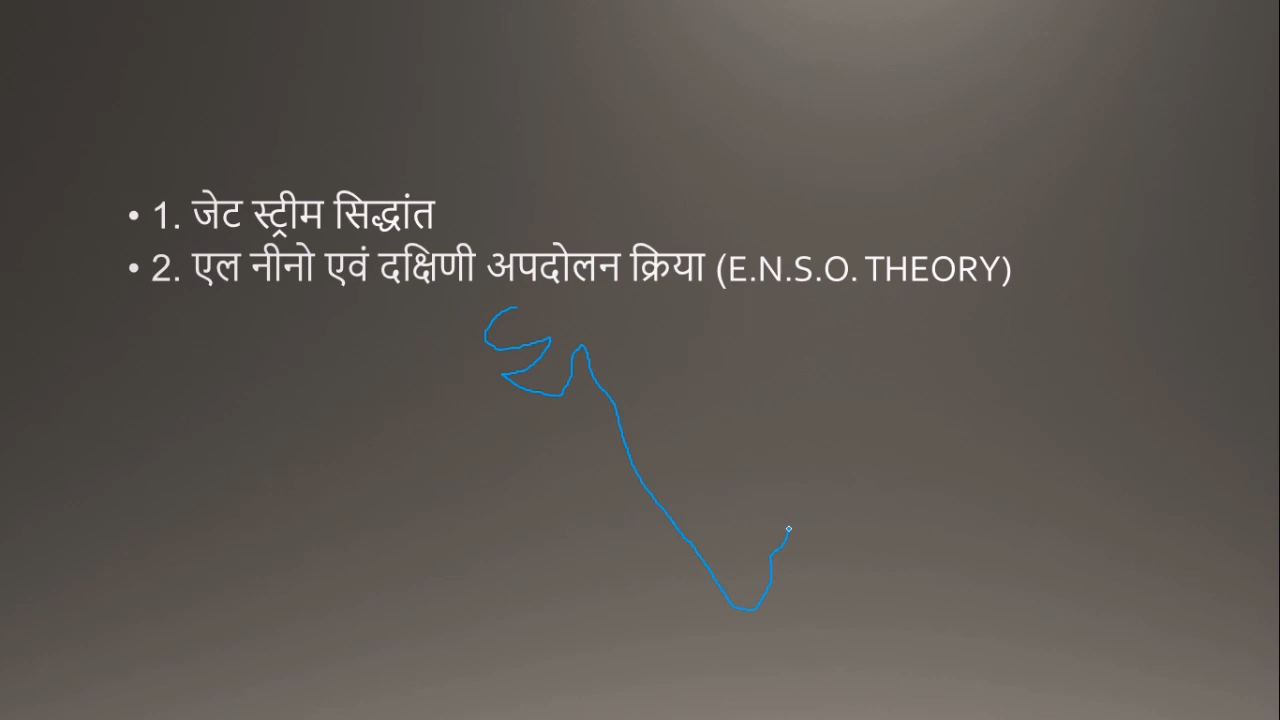 • 1. जेट स्ट्रीम सिद्धांत
• 2. एल नीनो एवं दक्षिणी अपदोलन क्रिया (E.N.S.O. THEORY)